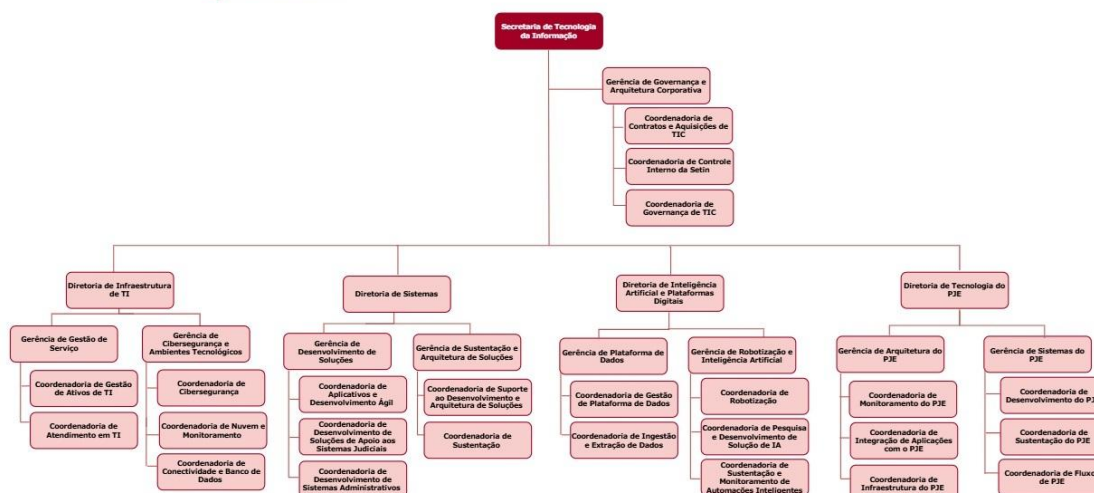 Secretaria de Tecnologia
da Informação
Gerência de Governança e
Arquitetura Corporativa
Coordenadoria de
Contratos e Aquisições de
TIC
Coordenadoria de Controle
Interno da Setin
Coordenadoria de
Governança de TIC
Diretoria de Infraestrutura
de TI
Gerência de Gestão de
Serviço
Coordenadoria de Gestão
de Ativos de TI
Coordenadoria de
Atendimento em TI
Gerência de
Cibersegurança e
Ambientes Tecnológicos
Coordenadoria de
Cibersegurança
Coordenadoria de Nuvem e
Monitoramento
Coordenadoria de
Conectividade e Banco de
Dados
Diretoria de Sistemas
Gerência de
Desenvolvimento de
Soluções
Coordenadoria de
Aplicativos e
Desenvolvimento Ágil
Coordenadoria de
Desenvolvimento de
Soluções de Apoio aos
Sistemas Judiciais
Coordenadoria de
Desenvolvimento de
Sistemas Administrativos
Gerência de Sustentação e
Arquitetura de Soluções
Coordenadoria de Suporte
ao Desenvolvimento e
Arquitetura de Soluções
Coordenadoria de
Sustentação
Diretoria de Inteligência
Artificial e Plataformas
Digitais
Gerência de Plataforma de
Dados
Coordenadoria de Gestão
de Plataforma de Dados
Coordenadoria de Ingestão
e Extração de Dados
Gerência de Robotização e
Inteligência Artificial
Coordenadoria de
Robotização
Coordenadoria de Pesquisa
e Desenvolvimento de
Solução de IA
Coordenadoria de
Sustentação e
Monitoramento de
Automações Inteligentes
Diretoria de Tecnologia do
PJE
Gerência de Arquitetura do
PJE
Coordenadoria de
Monitoramento do PJE
Coordenadoria de
Integração de Aplicações
com o PJE
Coordenadoria de
Infraestrutura do PJE
Gerência de Sistemas do
PJE
Coordenadoria de
Desenvolvimento do PJ
Coordenadoria de
Sustentação do PJE
Coordenadoria de Fluxo
de PJE